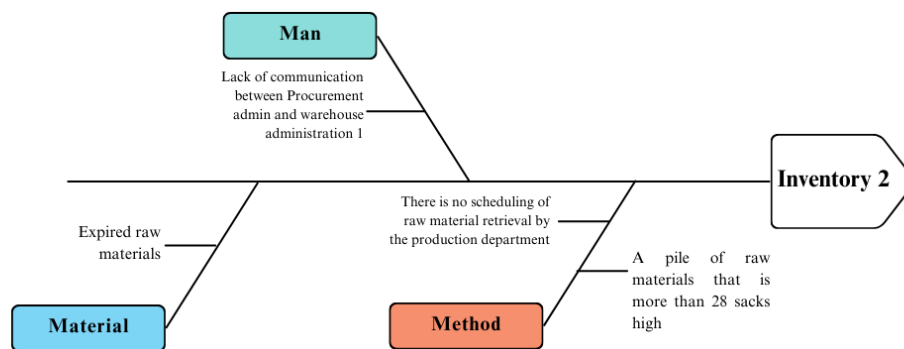 Man
Lack of communication
between Procurement
admin and warehouse
administration 1
Inventory 2
There is no scheduling of
raw material retrieval by
the production department
Expired raw
materials
A pile of raw
materials that is
more than 28 sacks
high
Material
Method